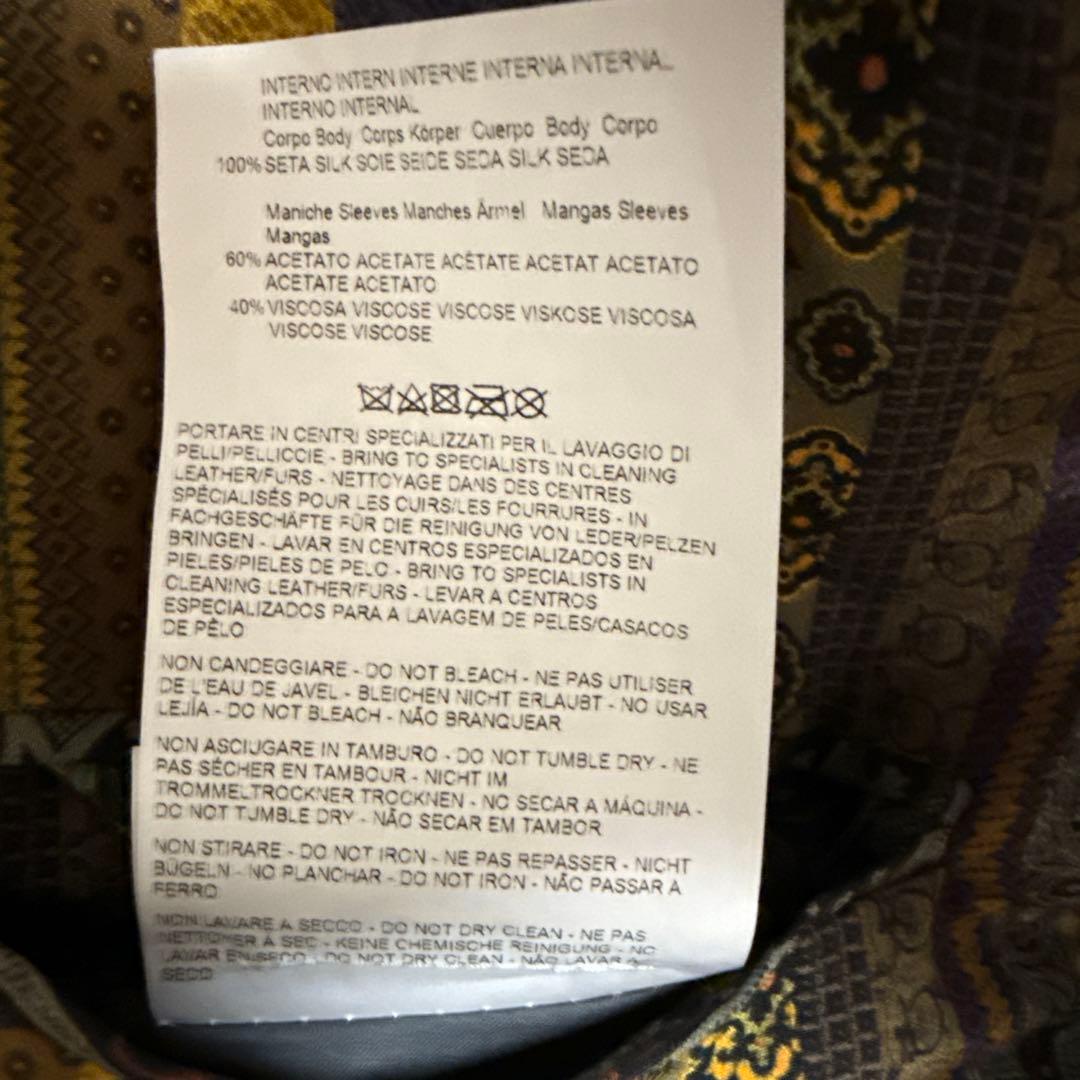 INTERNO INTERN INTERNE INTERNA INTERNAL
INTERNO INTERNAL
Corpo Body Corps Körper Cuerpo Body Corpo
100% SETA SILK SOIE SEIDE SEDA SILK SEDA
Maniche Sleeves Manches Ärmel Mangas Sleeves
Mangas
60% ACETATO ACETATE ACÉTATE ACETAT ACETATO
ACETATE ACETATO
40% VISCOSA VISCOSE VISCOSE VISKOSE VISCOSA
VISCOSE VISCOSE
PORTARE IN CENTRI SPECIALIZZATI PER IL LAVAGGIO DI
PELLI/PELLICCIE - BRING TO SPECIALISTS IN CLEANING
LEATHER/FURS - NETTOYAGE DANS DES CENTRES
SPÉCIALISÉS POUR LES CUIRS/LES FOURRURES - IN
FACHGESCHÄFTE FÜR DIE REINIGUNG VON LEDER/PELZEN
BRINGEN - LAVAR EN CENTROS ESPECIALIZADOS EN
PIELES/PIELES DE PELO - BRING TO SPECIALISTS IN
CLEANING LEATHER/FURS - LEVAR A CENTROS
ESPECIALIZADOS PARA A LAVAGEM DE PELES/CASACOS
DE PÊLO
NON CANDEGGIARE - DO NOT BLEACH - NE PAS UTILISER
DE L'EAU DE JAVEL - BLEICHEN NICHT ERLAUBT - NO USAR
LEJÍA - DO NOT BLEACH - NÃO BRANQUEAR
NON ASCIUGARE IN TAMBURO - DO NOT TUMBLE DRY - NE
PAS SÉCHER EN TAMBOUR - NICHT IM
TROMMELTROCKNER TROCKNEN - NO SECAR A MÁQUINA -
DO NOT TUMBLE DRY - NÃO SECAR EM TAMBOR
NON STIRARE - DO NOT IRON - NE PAS REPASSER - NICHT
BÜGELN - NO PLANCHAR - DO NOT IRON - NÃO PASSAR A
FERRO
NON LAVARE A SECCO - DO NOT DRY CLEAN - NE PAS
NETTOYER À SEC - KEINE CHEMISCHE REINIGUNG - NO
LAVAR EN SECO - DO NOT DRY CLEAN - NÃO LAVAR A
SECO